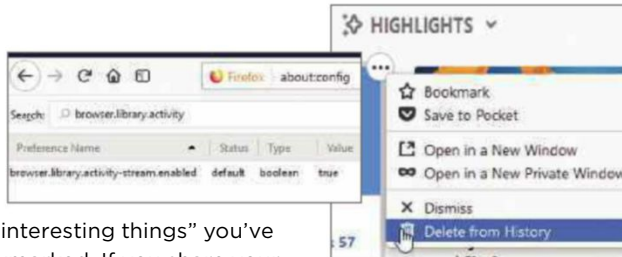 HIGHLIGHTS
Firefox about:config
Search: browser.library.activity
Preference Name Status Type Value
browser.library.activity-stream.enabled default boolean true
Bookmark
Save to Pocket
Open in a New Window
Open in a New Private Window
Dismiss
Delete from History
interesting things" you've
57